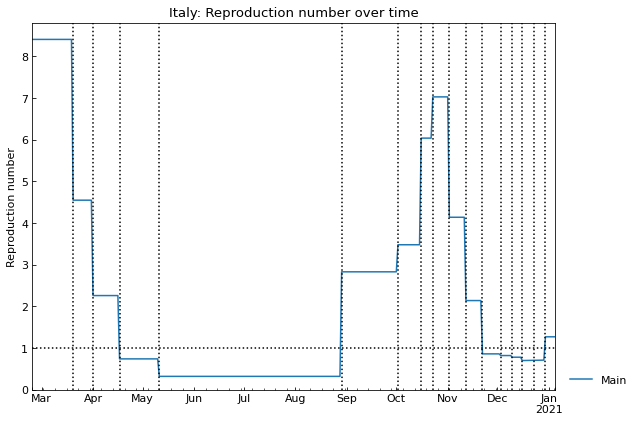 Italy: Reproduction number over time
Reproduction number
8
7
6
5
4
3
2
1
0
Mar Apr May Jun Jul Aug Sep Oct Nov Dec Jan
2021
Main